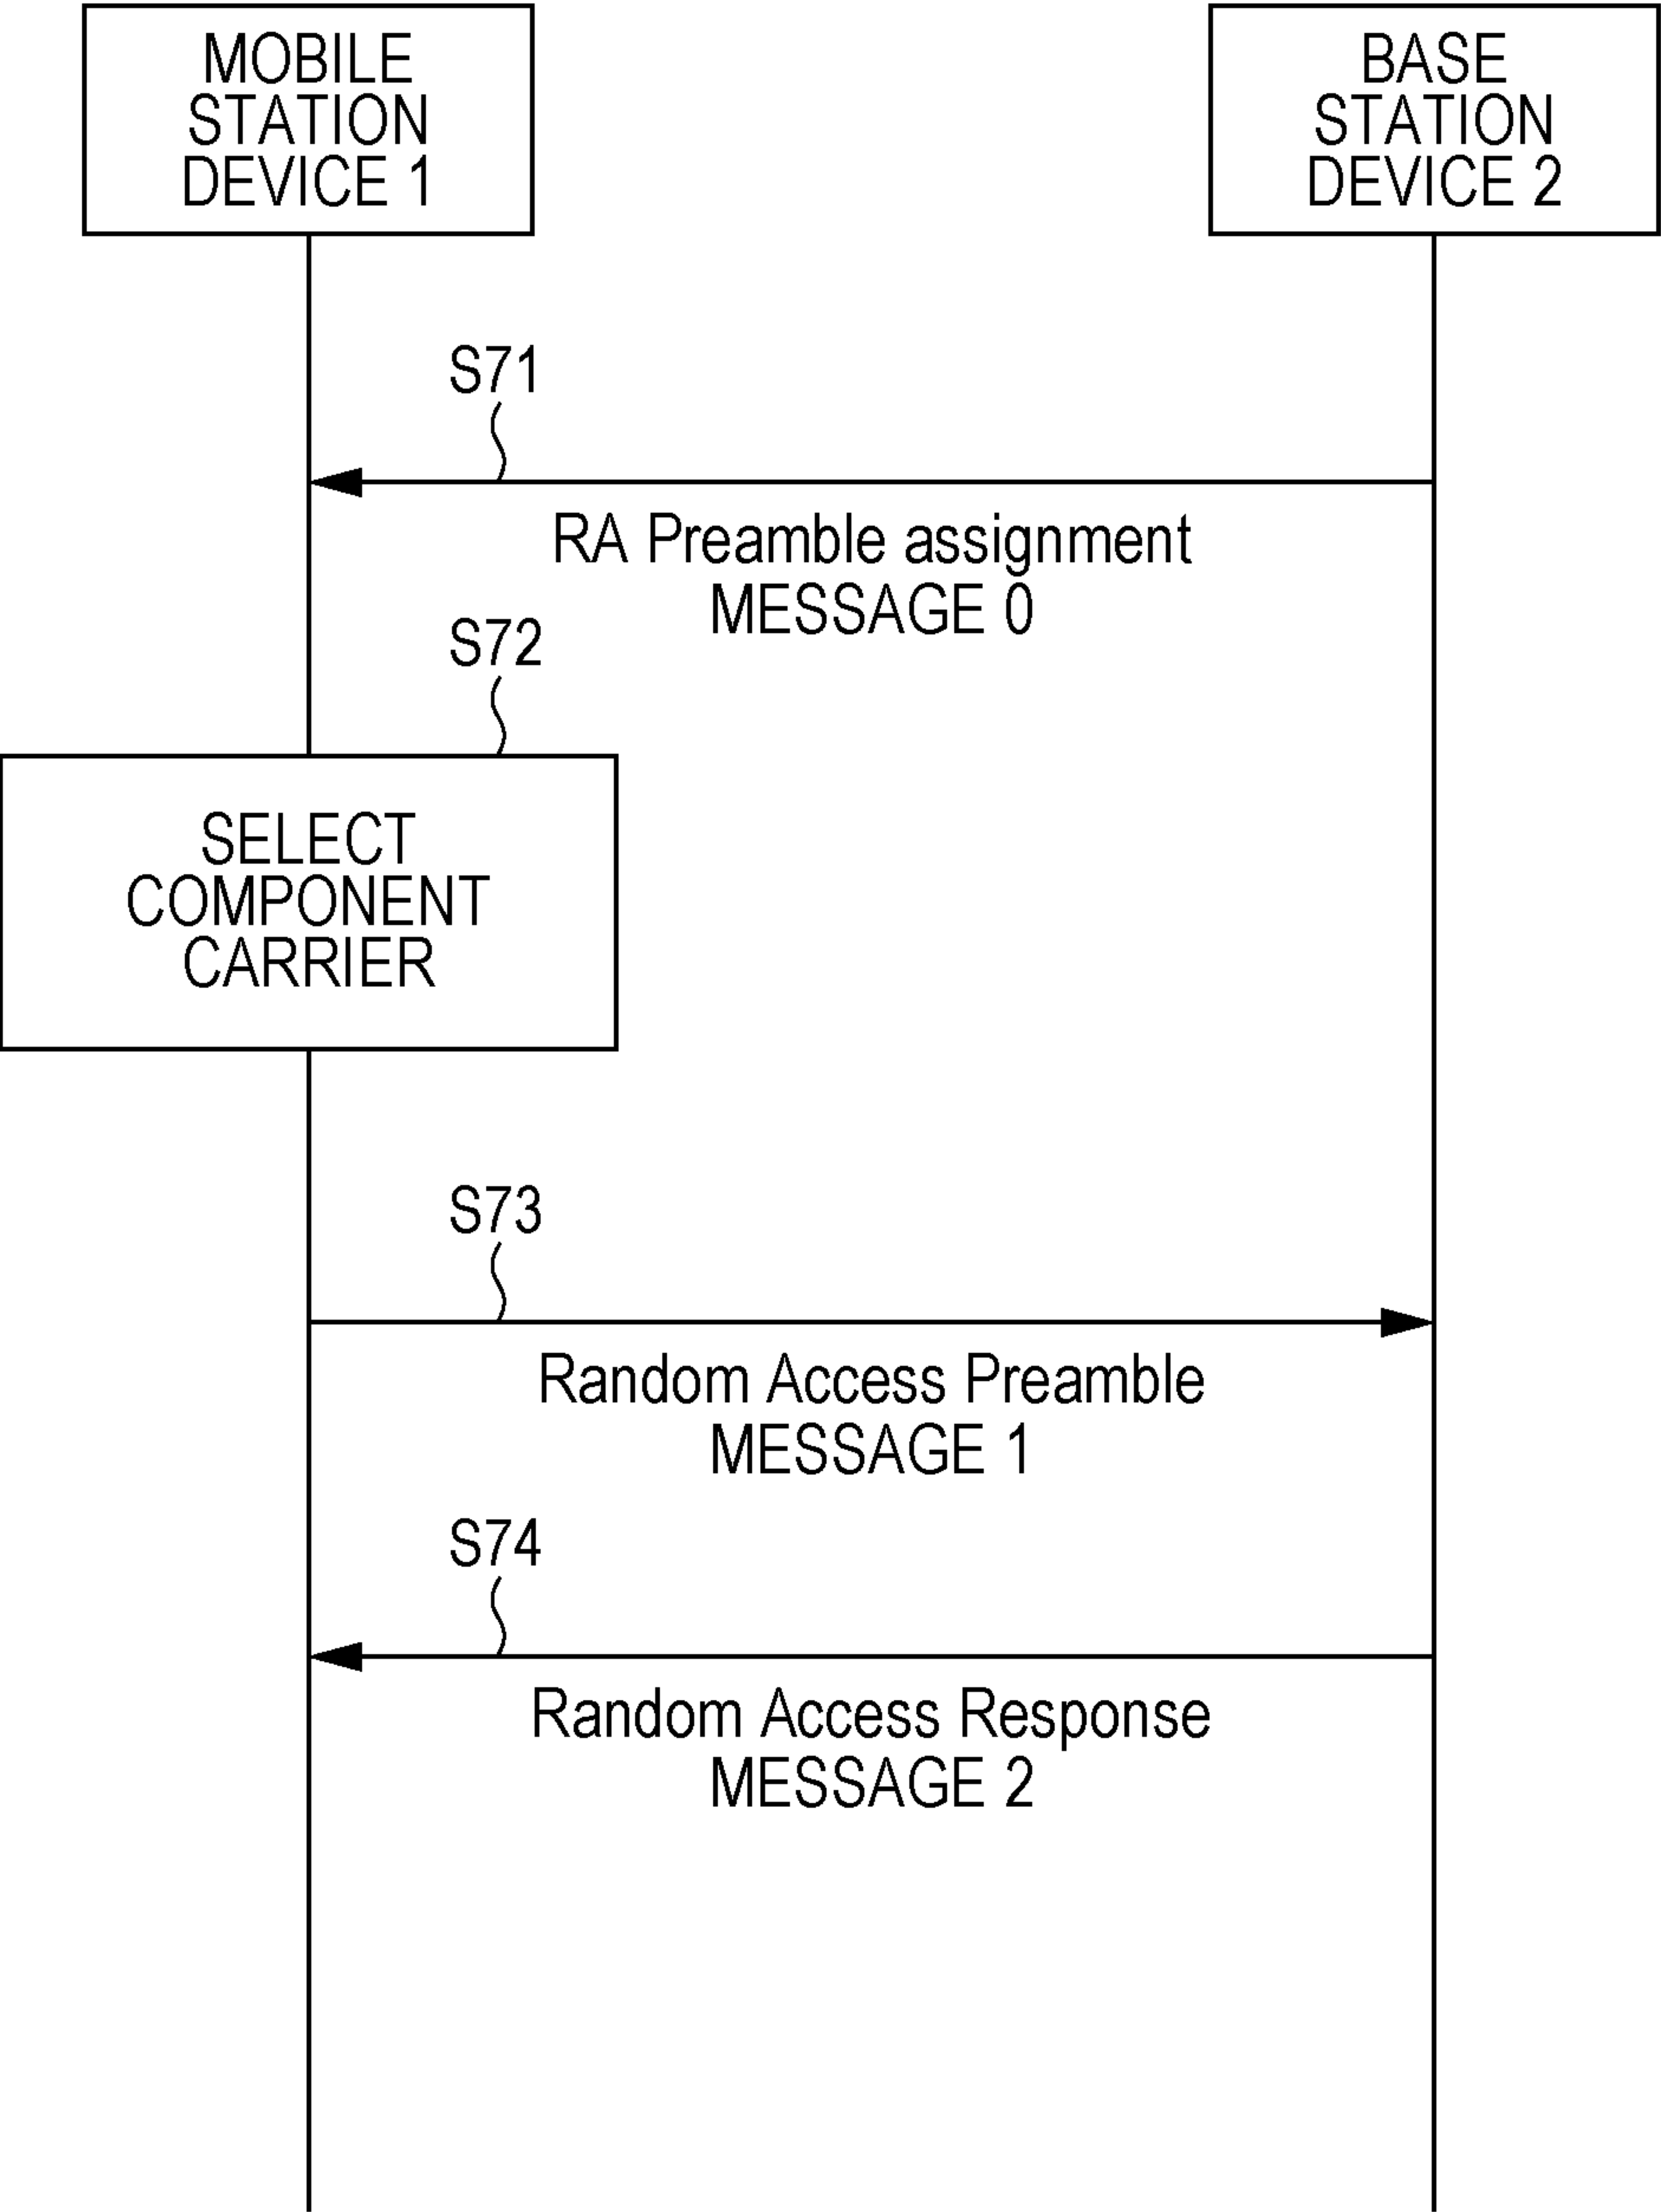 MOBILE
STATION
DEVICE 1
BASE
STATION
DEVICE 2
S71
RA Preamble assignment
MESSAGE 0
S72
SELECT
COMPONENT
CARRIER
S73
Random Access Preamble
MESSAGE 1
S74
Random Access Response
MESSAGE 2